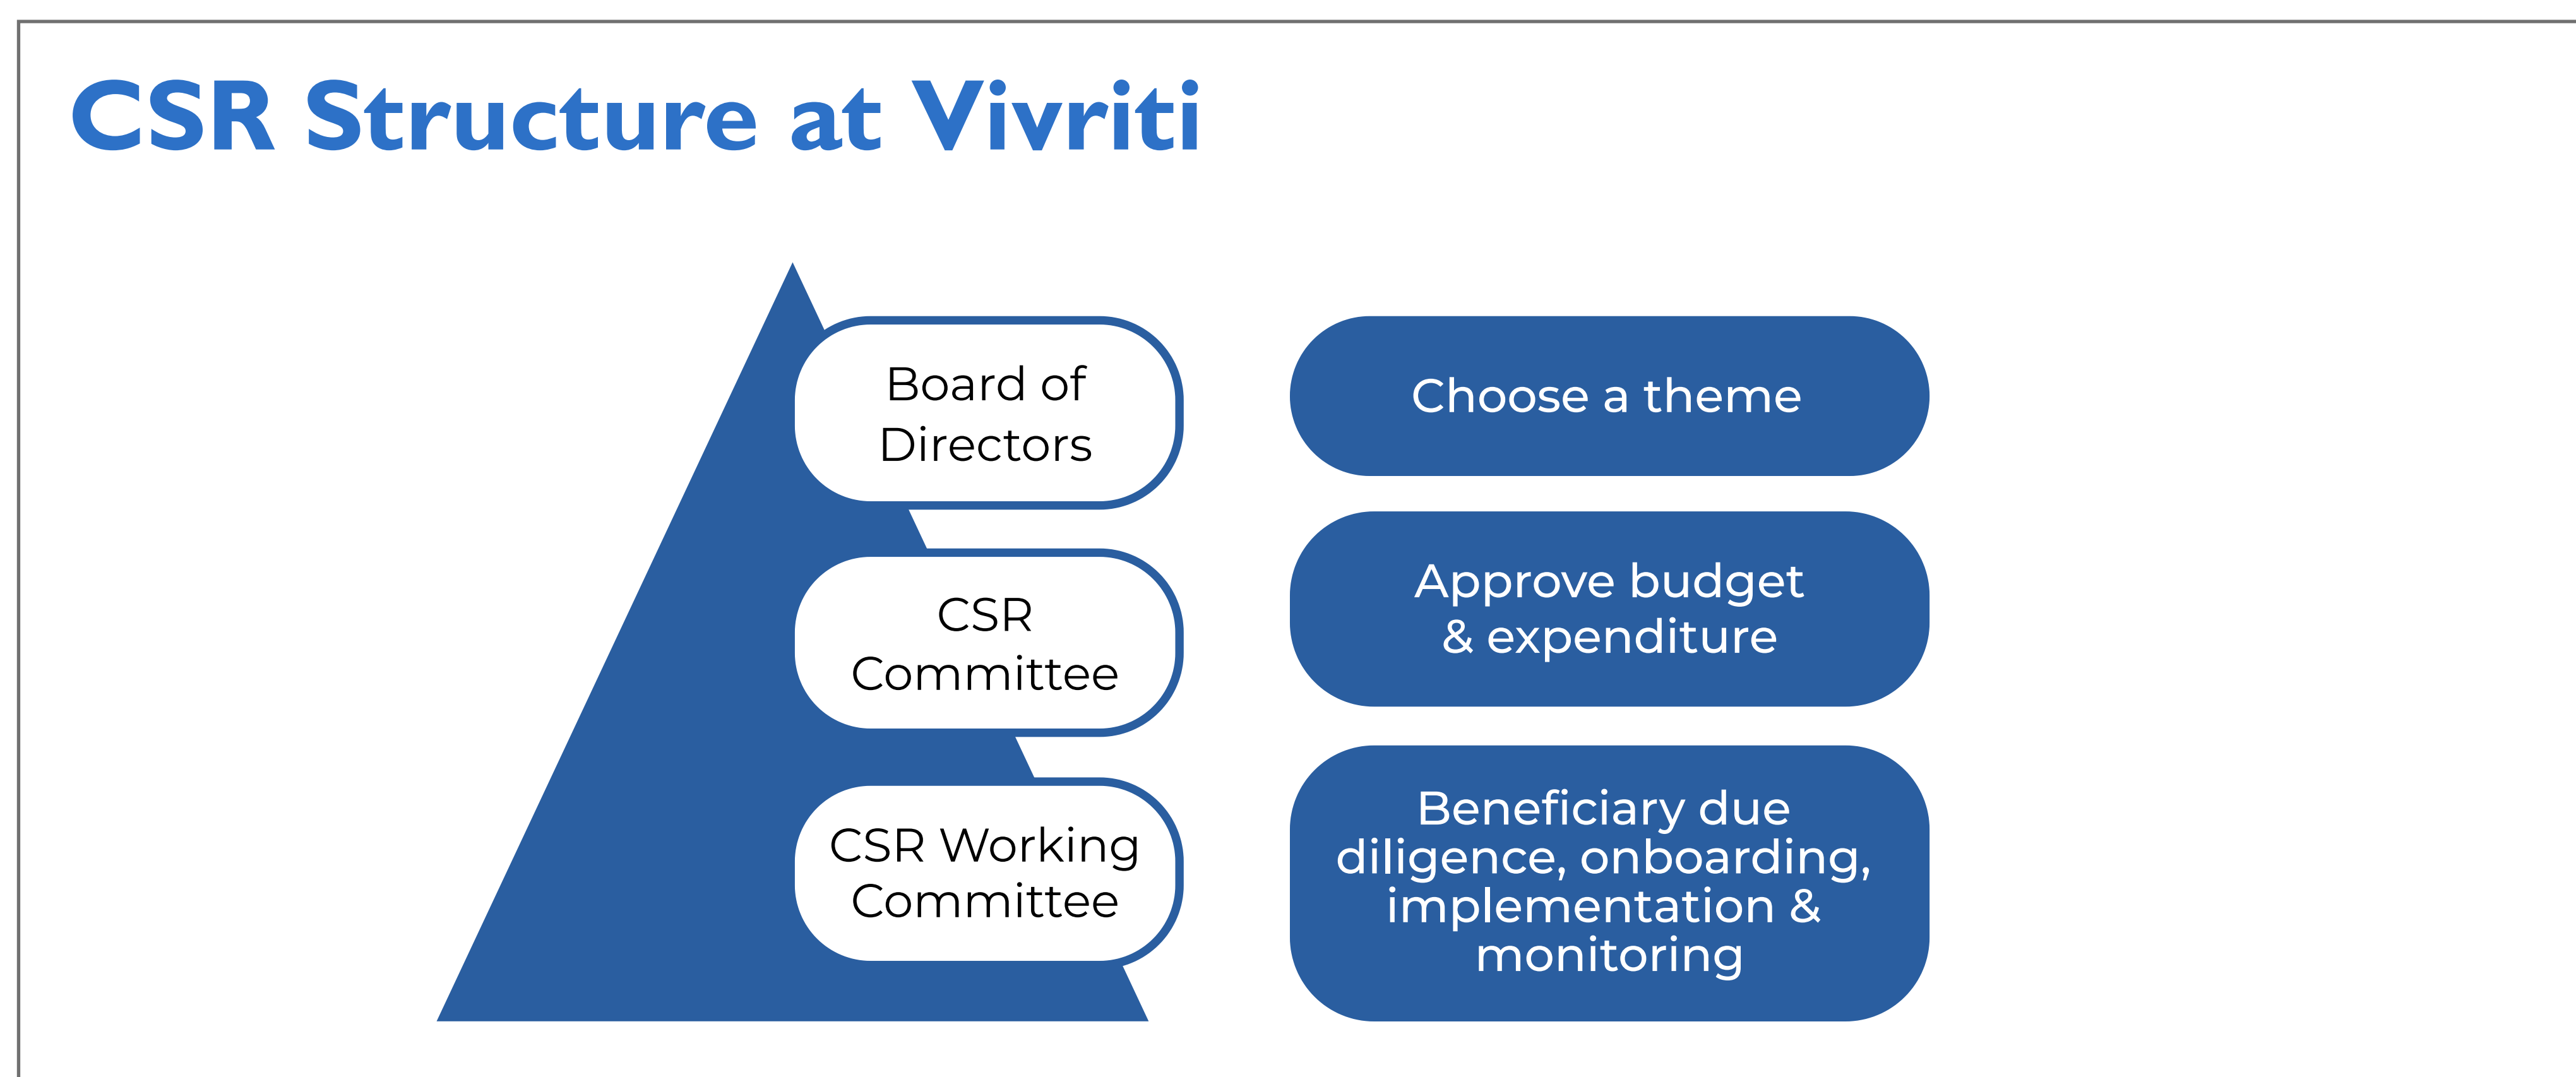 CSR Structure at Vivriti
Board of
Directors
Choose a theme
CSR
Committee
Approve budget
& expenditure
CSR Working
Committee
Beneficiary due
diligence, onboarding,
implementation &
monitoring